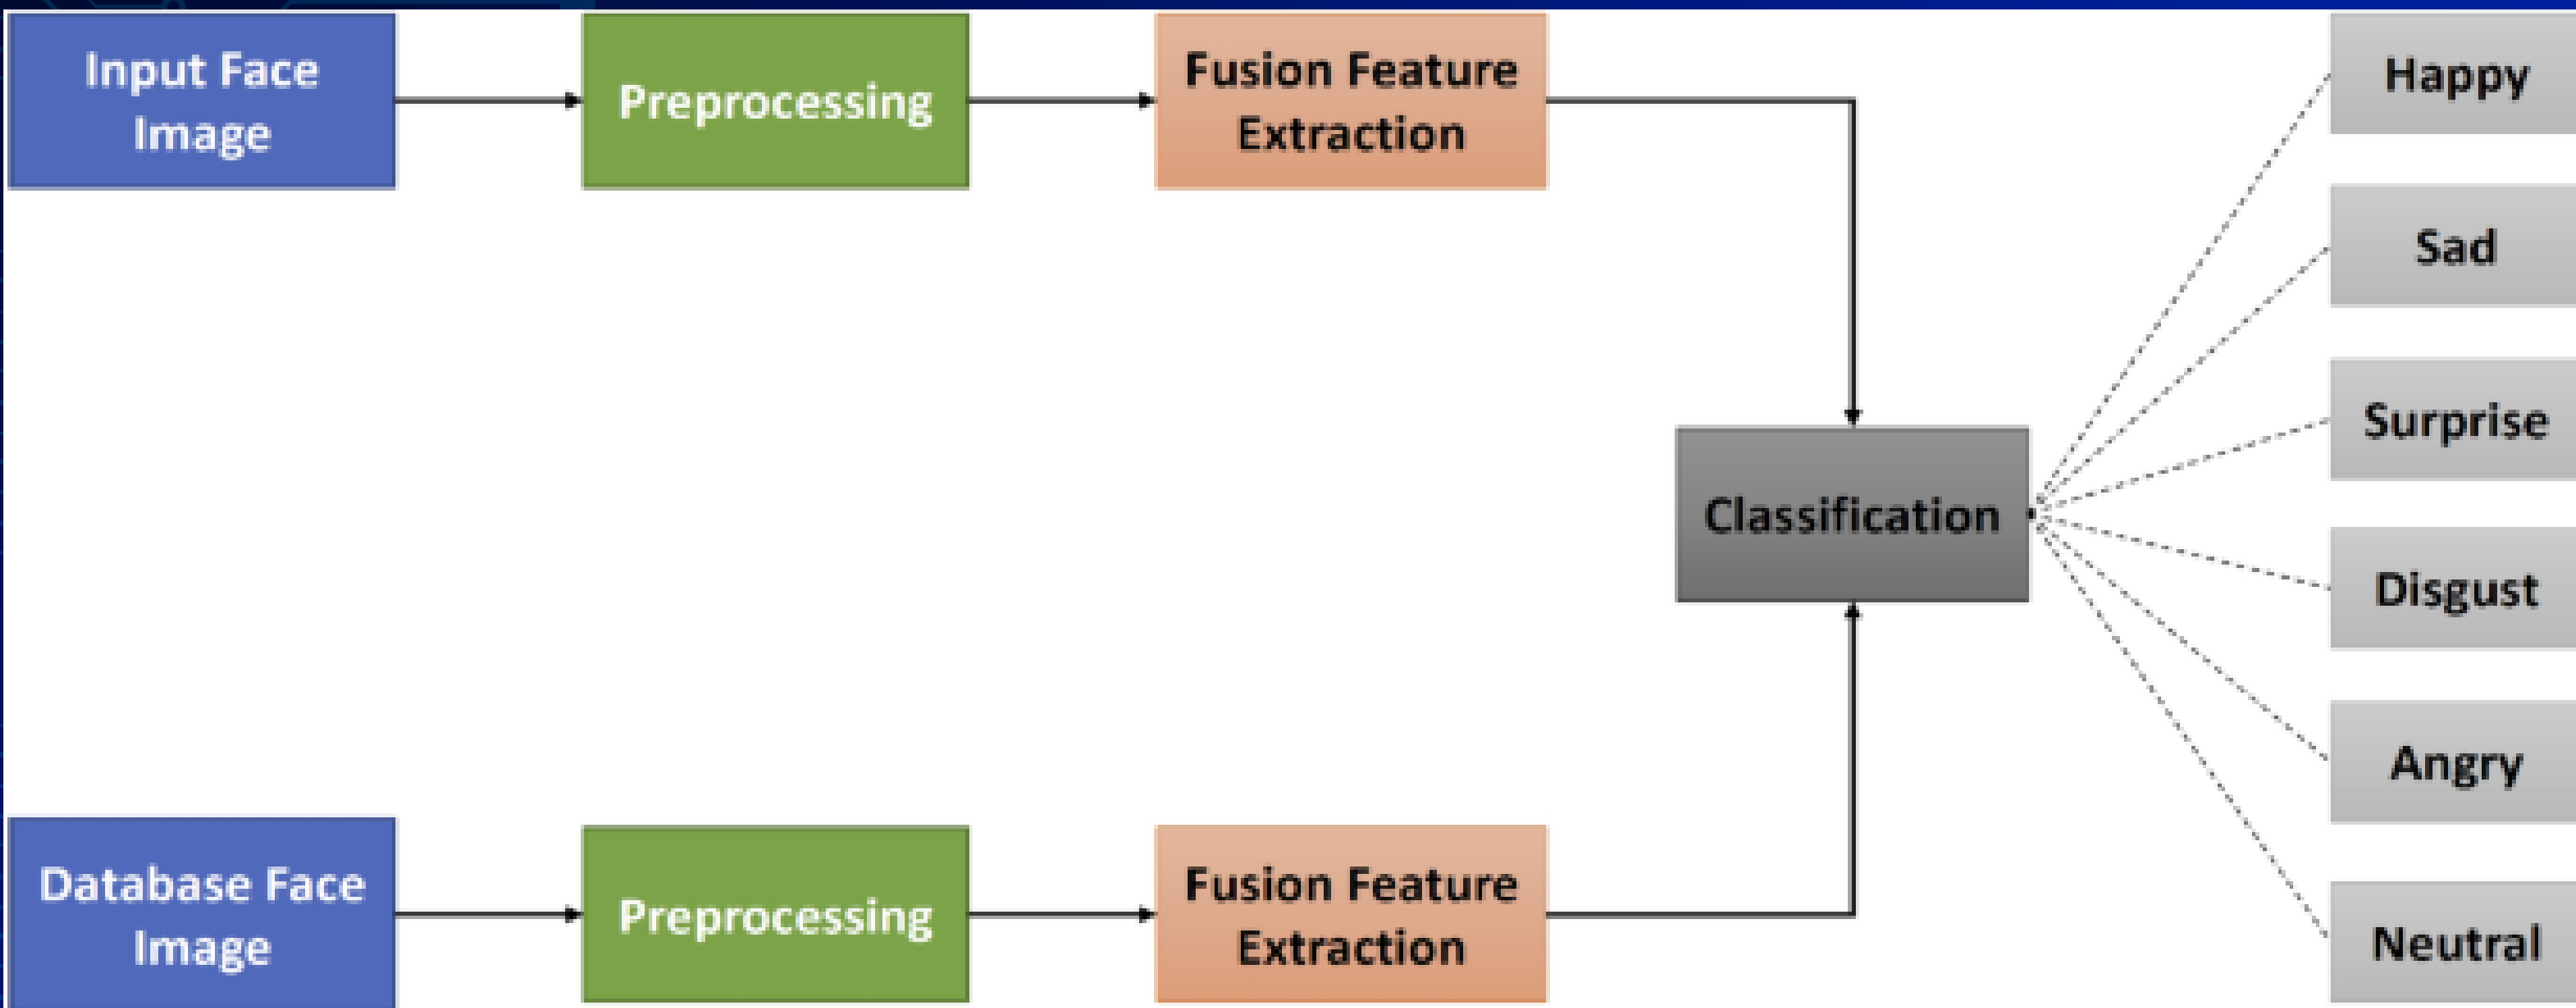 Input Face
Image
Preprocessing
Fusion Feature
Extraction
Happy
Sad
Surprise
Classification
Disgust
Angry
Database Face
Image
Preprocessing
Fusion Feature
Extraction
Neutral